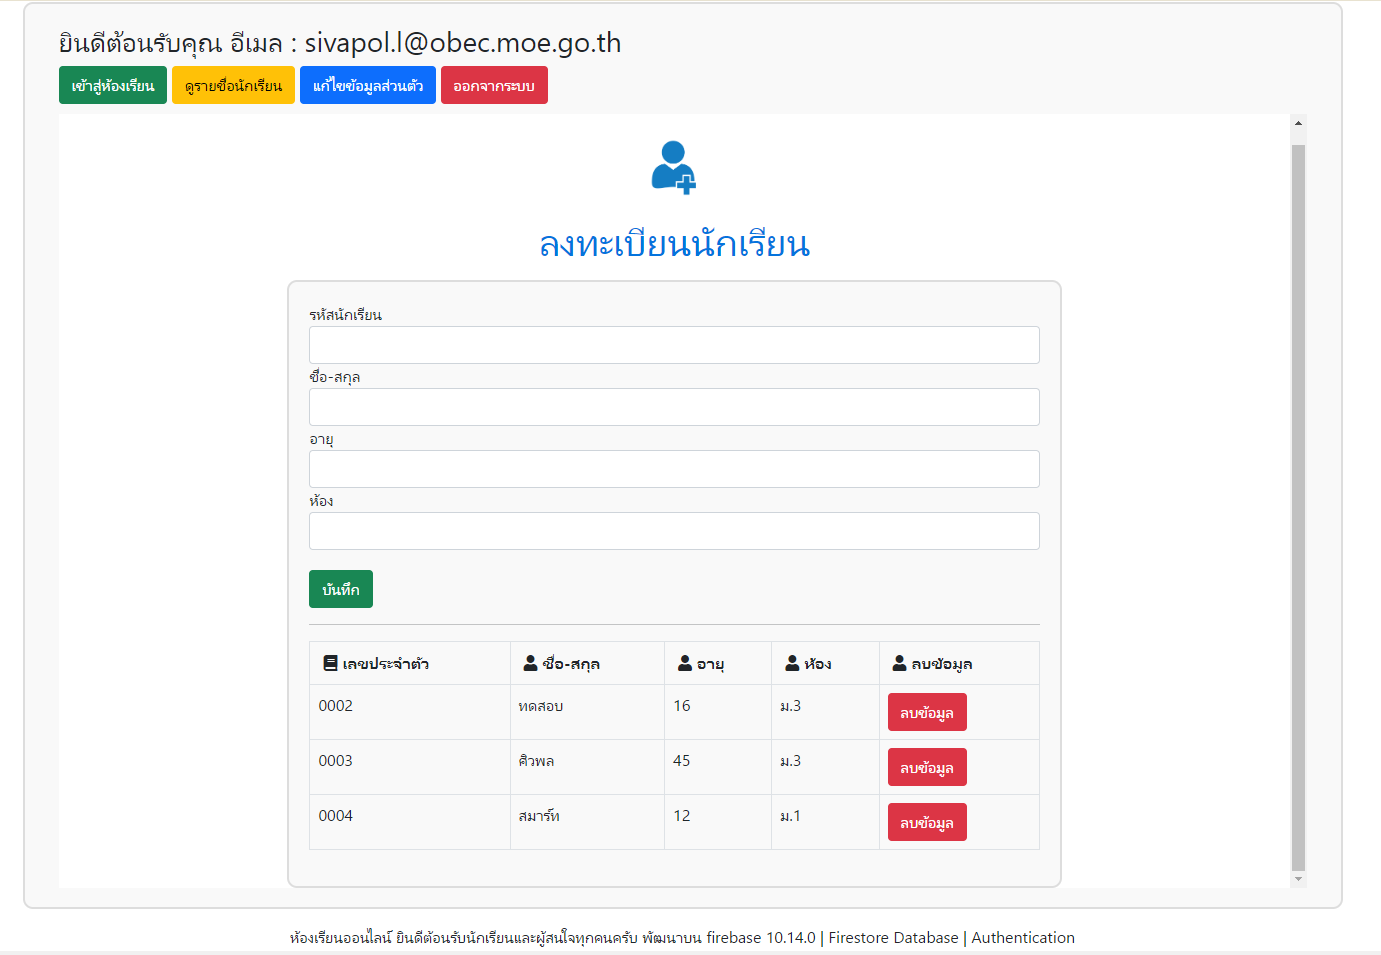 ยินดีต้อนรับคุณ อีเมล : sivapol.l@obec.moe.go.th
เข้าสู่ห้องเรียน ดูรายชื่อนักเรียน แก้ไขข้อมูลส่วนตัว ออกจากระบบ
ลงทะเบียนนักเรียน
รหัสนักเรียน
ชื่อ-สกุล
อายุ
ห้อง
บันทึก
เลขประจำตัว ชื่อ-สกุล อายุ ห้อง ลบข้อมูล
0002 ทดสอบ 16 ม.3 ลบข้อมูล
0003 ศิวพล 45 ม.3 ลบข้อมูล
0004 สมาร์ท 12 ม.1 ลบข้อมูล
ห้องเรียนออนไลน์ ยินดีต้อนรับนักเรียนและผู้สนใจทุกคนครับ พัฒนาบน firebase 10.14.0 | Firestore Database | Authentication